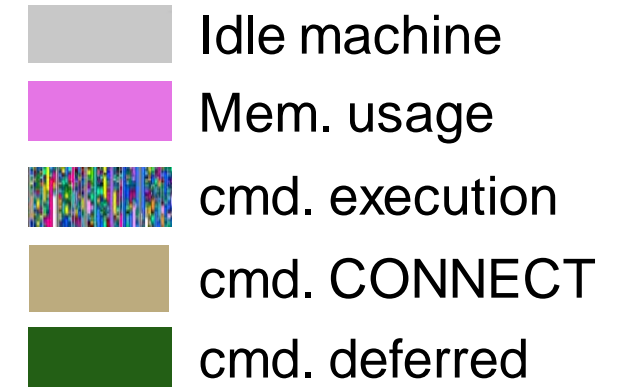 Idle machine
Mem. usage
cmd. execution
cmd. CONNECT
cmd. deferred